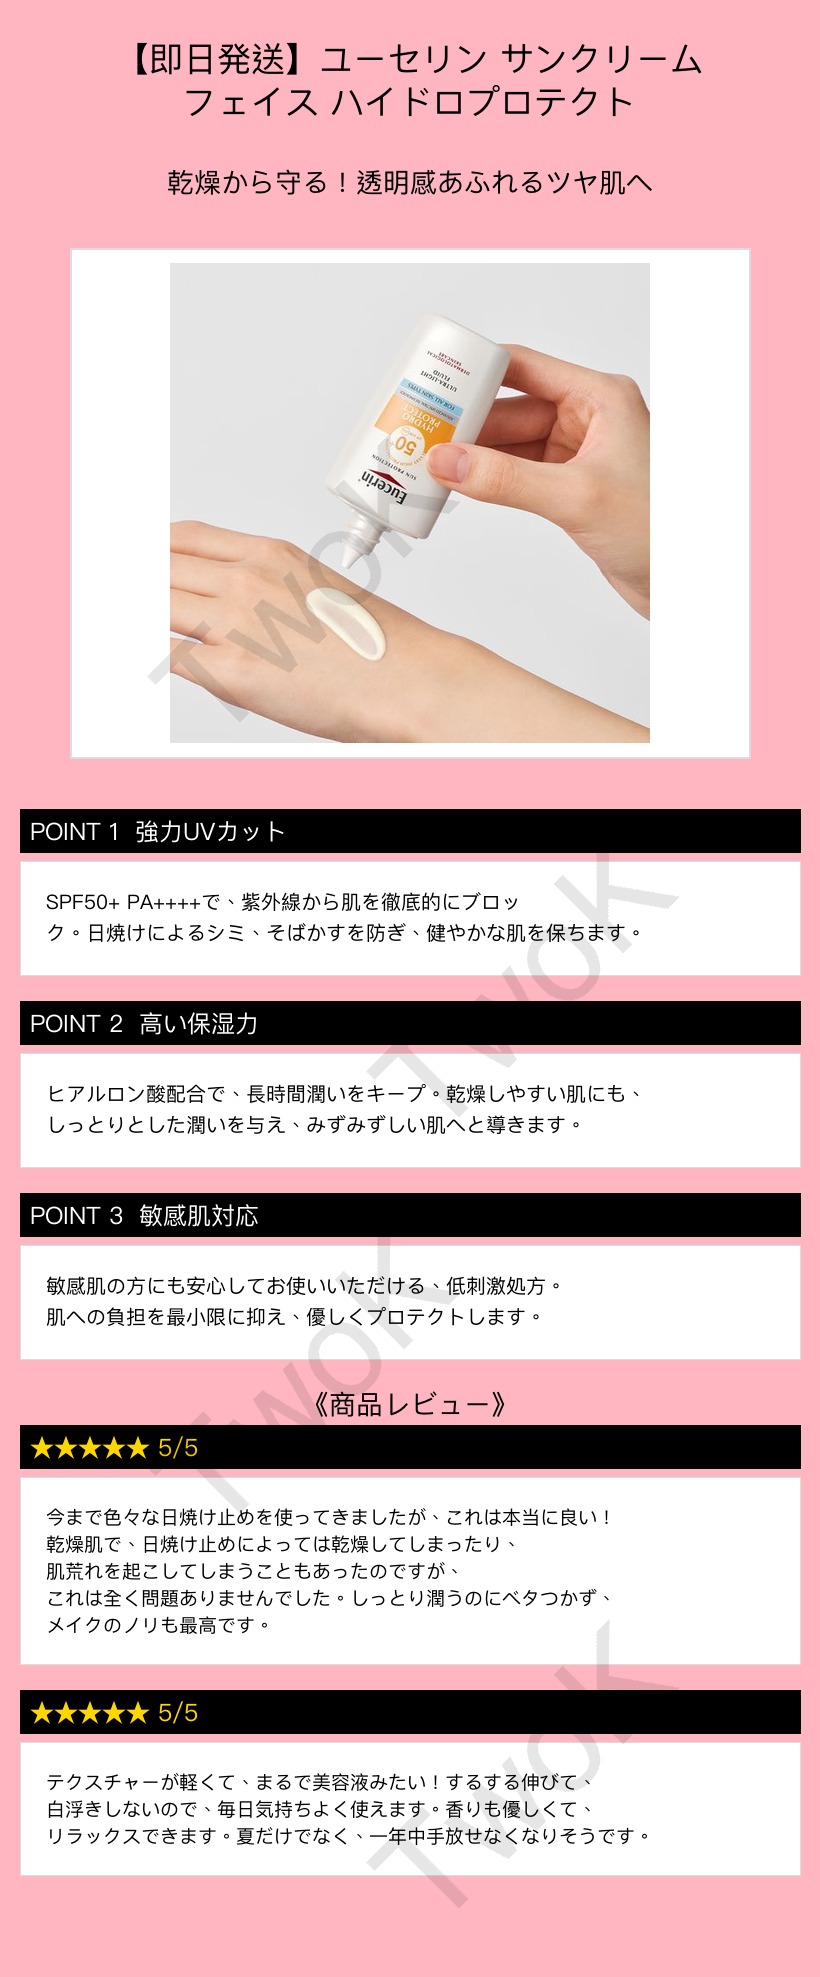 【即日発送】ユーセリン サンクリーム
フェイス ハイドロプロテクト
乾燥から守る！透明感あふれるツヤ肌へ
DERMATOLOGICAL
SKINCARE
ULTRA-LIGHT
FLUID
FOR ALL SKIN TYPES
HYDRO
PROTECT
50
SUN PROTECTION
Eucerin
TwoK
POINT 1 強力UVカット
SPF50+ PA++++で、紫外線から肌を徹底的にブロッ
ク。日焼けによるシミ、そばかすを防ぎ、健やかな肌を保ちます。
TwoK
POINT 2 高い保湿力
ヒアルロン酸配合で、長時間潤いをキープ。乾燥しやすい肌にも、
しっとりとした潤いを与え、みずみずしい肌へと導きます。
POINT 3 敏感肌対応
敏感肌の方にも安心してお使いいただける、低刺激処方。
肌への負担を最小限に抑え、優しくプロテクトします。
TwoK
《商品レビュー》
★★★★★ 5/5
今まで色々な日焼け止めを使ってきましたが、これは本当に良い！
乾燥肌で、日焼け止めによっては乾燥してしまったり、
肌荒れを起こしてしまうこともあったのですが、
これは全く問題ありませんでした。しっとり潤うのにベタつかず、
メイクのノリも最高です。
★★★★★ 5/5
テクスチャーが軽くて、まるで美容液みたい！するする伸びて、
白浮きしないので、毎日気持ちよく使えます。香りも優しくて、
リラックスできます。夏だけでなく、一年中手放せなくなりそうです。
TwoK